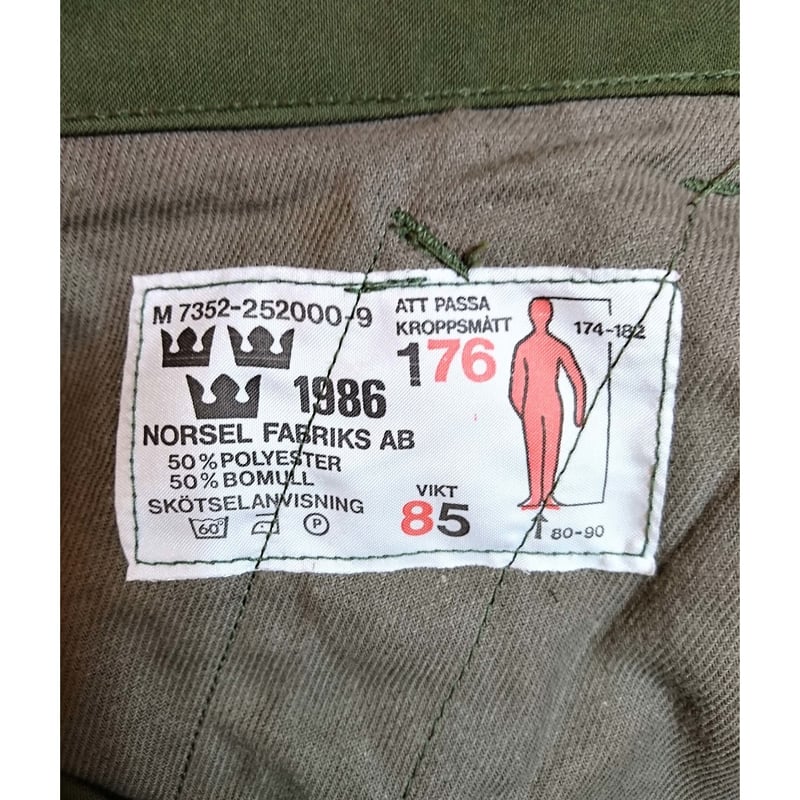 M 7352-252000-9
1986
NORSEL FABRIKS AB
50% POLYESTER
50% BOMULL
SKÖTSELANVISNING
60°
P
ATT PASSA
KROPPSMÅTT
176
174-182
VIKT
85
80-90